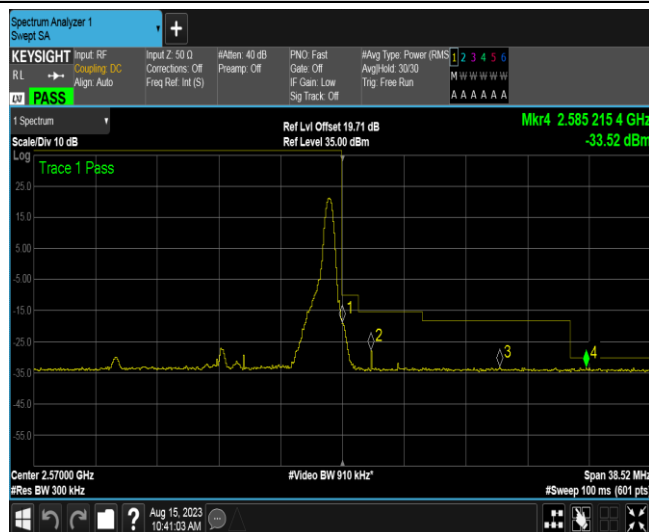 Spectrum Analyzer 1
Swept SA
+
KEYSIGHT Input: RF Input Z: 50 Ω #Atten: 40 dB PNO: Fast #Avg Type: Power (RMS 1 2 3 4 5 6
RL Coupling: DC Corrections: Off Preamp: Off Gate: Off Avg|Hold: 30/30 M W W W W W
Align: Auto Freq Ref: Int (S) IF Gain: Low Trig: Free Run
LXI PASS Sig Track: Off A A A A A A
1 Spectrum Ref Lvl Offset 19.71 dB Mkr4 2.585 215 4 GHz
Scale/Div 10 dB Ref Level 35.00 dBm -33.52 dBm
Log
Trace 1 Pass
25.0
15.0
5.00
-5.00
1
-15.0
2
-25.0
3 4
-35.0
-45.0
-55.0
Center 2.57000 GHz #Video BW 910 kHz* Span 38.52 MHz
#Res BW 300 kHz #Sweep 100 ms (601 pts)
? Aug 15, 2023
10:41:03 AM